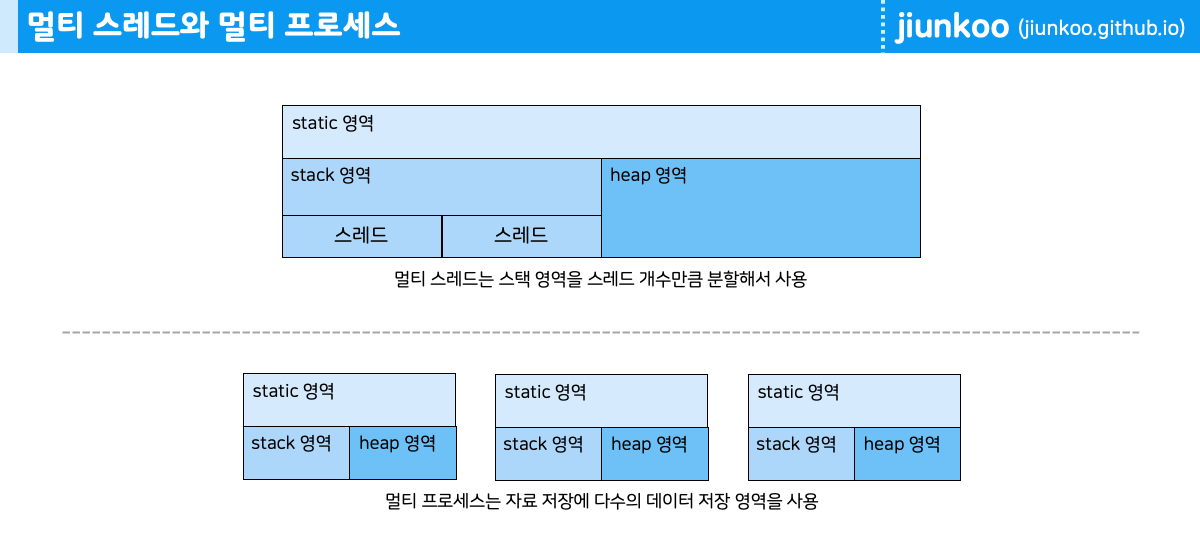 멀티 스레드와 멀티 프로세스
jiunkoo (jiunkoo.github.io)
static 영역
stack 영역
heap 영역
스레드
스레드
멀티 스레드는 스택 영역을 스레드 개수만큼 분할해서 사용
static 영역
stack 영역
heap 영역
static 영역
stack 영역
heap 영역
static 영역
stack 영역
heap 영역
멀티 프로세스는 자료 저장에 다수의 데이터 저장 영역을 사용